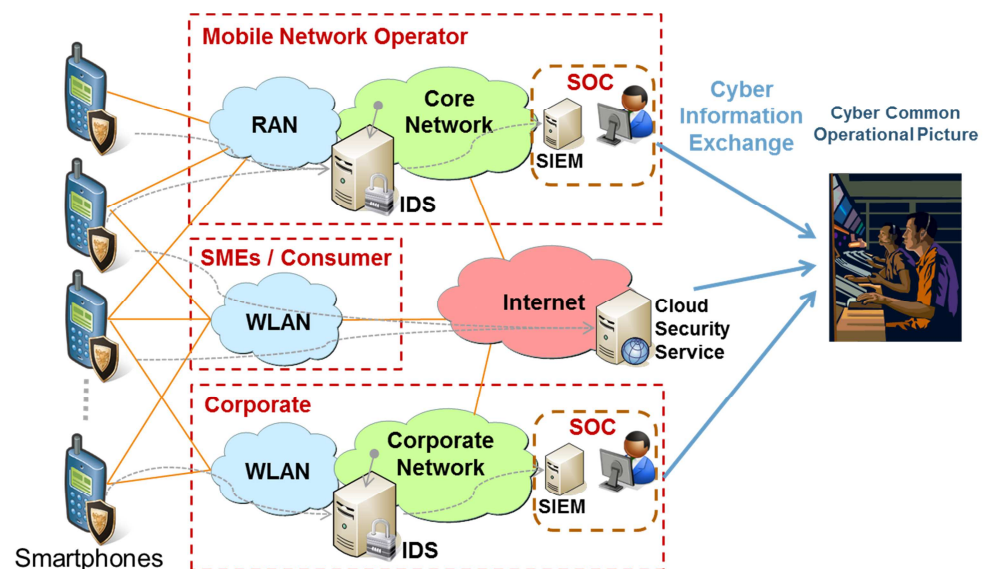 Mobile Network Operator
RAN
Core
Network
SOC
SIEM
IDS
Cyber
Information
Exchange
Cyber Common
Operational Picture
SMEs / Consumer
WLAN
Internet
Cloud
Security
Service
Corporate
WLAN
Corporate
Network
SOC
SIEM
IDS
Smartphones